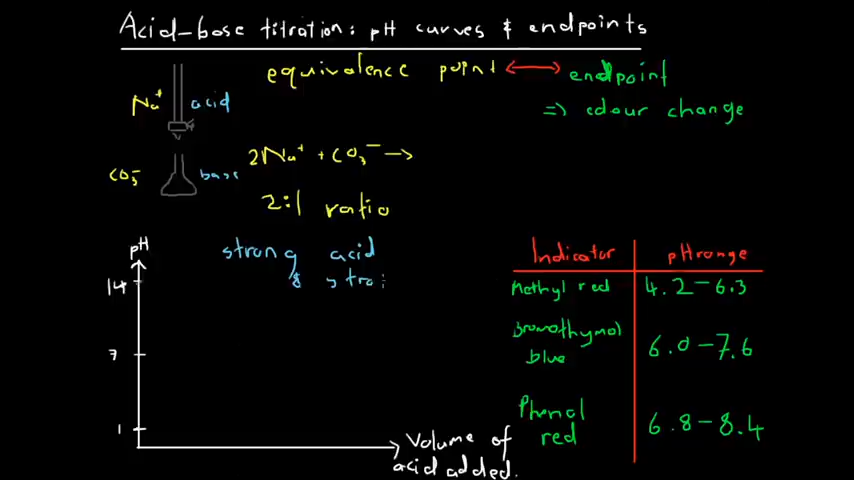 Acid-base titration: pH curves & endpoints
equivalence point ↔ endpoint
⇒ colour change
Na⁺ acid
CO₃⁻ base
2Na⁺ + CO₃⁻ →
2:1 ratio
strong acid
& stroi
pH
14
7
1
Volume of
acid added.
Indicator pH range
Methyl red 4.2-6.3
Bromothymol
blue 6.0-7.6
Phenol
red 6.8-8.4